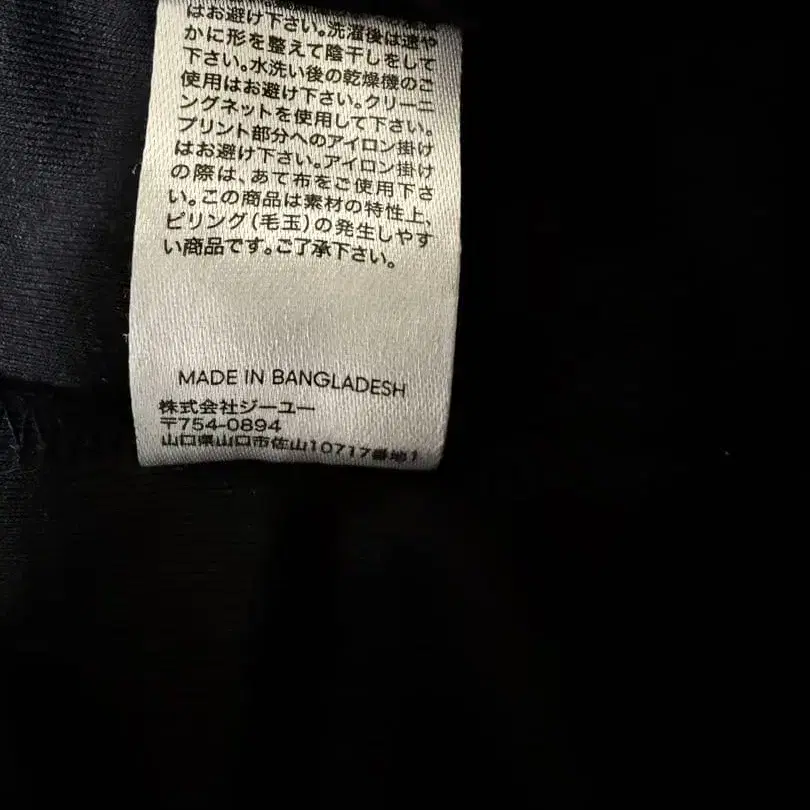 はお避け下さい。洗濯後は速や
かに形を整えて陰干しをして
下さい。水洗い後の乾燥機のご
使用はお避け下さい。クリーニ
ングネットを使用して下さい。
プリント部分へのアイロン掛け
はお避け下さい。アイロン掛け
の際は、あて布をご使用下さ
い。この商品は素材の特性上、
ピリング(毛玉)の発生しやす
い商品です。ご了承下さい。
MADE IN BANGLADESH
株式会社ジーユー
〒754-0894
山口県山口市佐山10717番地1